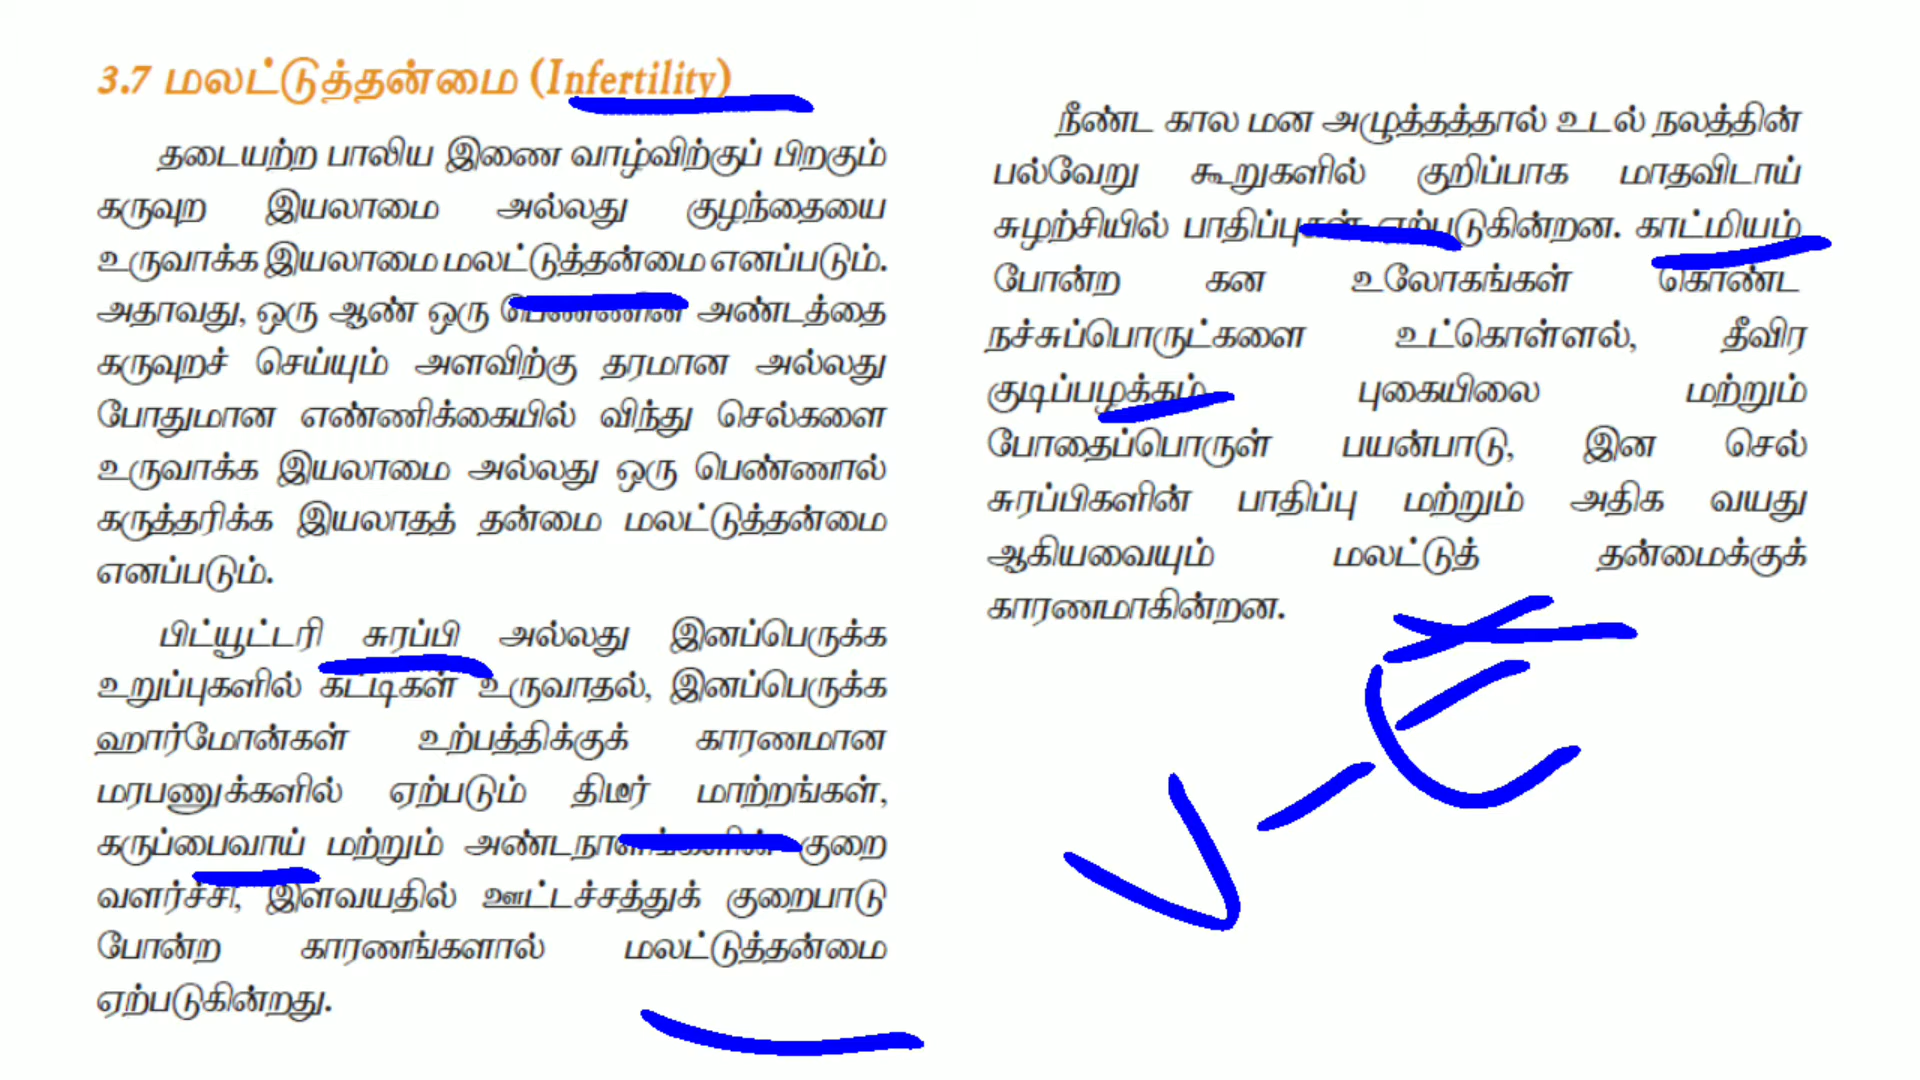 3.7 மலட்டுத்தன்மை (Infertility)
தடையற்ற பாலிய இணை வாழ்விற்குப் பிறகும்
கருவுற இயலாமை அல்லது குழந்தையை
உருவாக்க இயலாமை மலட்டுத்தன்மை எனப்படும்.
அதாவது, ஒரு ஆண் ஒரு பெண்ணின் அண்டத்தை
கருவுறச் செய்யும் அளவிற்கு தரமான அல்லது
போதுமான எண்ணிக்கையில் விந்து செல்களை
உருவாக்க இயலாமை அல்லது ஒரு பெண்ணால்
கருத்தரிக்க இயலாதத் தன்மை மலட்டுத்தன்மை
எனப்படும்.
பிட்யூட்டரி சுரப்பி அல்லது இனப்பெருக்க
உறுப்புகளில் கட்டிகள் உருவாதல், இனப்பெருக்க
ஹார்மோன்கள் உற்பத்திக்குக் காரணமான
மரபணுக்களில் ஏற்படும் திடீர் மாற்றங்கள்,
கருப்பைவாய் மற்றும் அண்டநாளங்களின் குறை
வளர்ச்சி, இளவயதில் ஊட்டச்சத்துக் குறைபாடு
போன்ற காரணங்களால் மலட்டுத்தன்மை
ஏற்படுகின்றது.
நீண்ட கால மன அழுத்தத்தால் உடல் நலத்தின்
பல்வேறு கூறுகளில் குறிப்பாக மாதவிடாய்
சுழற்சியில் பாதிப்புகள் ஏற்படுகின்றன. காட்மியம்
போன்ற கன உலோகங்கள் கொண்ட
நச்சுப்பொருட்களை உட்கொள்ளல், தீவிர
குடிப்பழக்கம் புகையிலை மற்றும்
போதைப்பொருள் பயன்பாடு, இன செல்
சுரப்பிகளின் பாதிப்பு மற்றும் அதிக வயது
ஆகியவையும் மலட்டுத் தன்மைக்குக்
காரணமாகின்றன.